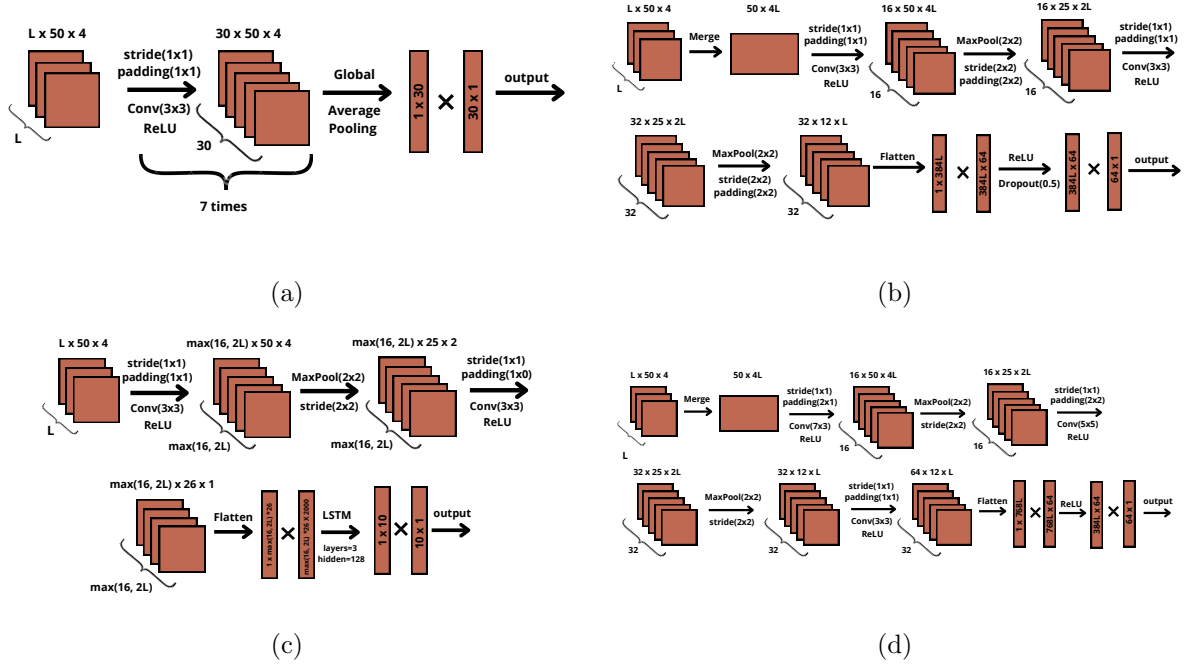 L x 50 x 4
stride(1x1)
padding(1x1)
Conv(3x3)
ReLU
30 x 50 x 4
L
30
7 times
Global
Average
Pooling
1 x 30
×
30 x 1
output
(a)
L x 50 x 4
L
Merge
50 x 4L
stride(1x1)
padding(1x1)
Conv(3x3)
ReLU
16 x 50 x 4L
16
MaxPool(2x2)
stride(2x2)
padding(2x2)
16 x 25 x 2L
16
stride(1x1)
padding(1x1)
Conv(3x3)
ReLU
32 x 25 x 2L
32
MaxPool(2x2)
stride(2x2)
padding(2x2)
32 x 12 x L
32
Flatten
1 x 384L
×
384L x 64
ReLU
Dropout(0.5)
384L x 64
×
64 x 1
output
(b)
L x 50 x 4
L
stride(1x1)
padding(1x1)
Conv(3x3)
ReLU
max(16, 2L) x 50 x 4
max(16, 2L)
MaxPool(2x2)
stride(2x2)
max(16, 2L) x 25 x 2
max(16, 2L)
stride(1x1)
padding(1x0)
Conv(3x3)
ReLU
max(16, 2L) x 26 x 1
max(16, 2L)
Flatten
1 x max(16, 2L) *26
×
max(16, 2L) *26 X 2000
LSTM
layers=3
hidden=128
1 x 10
×
10 x 1
output
(c)
L x 50 x 4
L
Merge
50 x 4L
stride(1x1)
padding(2x1)
Conv(7x3)
ReLU
16 x 50 x 4L
16
MaxPool(2x2)
stride(2x2)
16 x 25 x 2L
16
stride(1x1)
padding(2x2)
Conv(5x5)
ReLU
32 x 25 x 2L
32
MaxPool(2x2)
stride(2x2)
32 x 12 x L
32
stride(1x1)
padding(1x1)
Conv(3x3)
ReLU
64 x 12 x L
32
Flatten
1 x 768L
×
768L x 64
ReLU
384L x 64
×
64 x 1
output
(d)